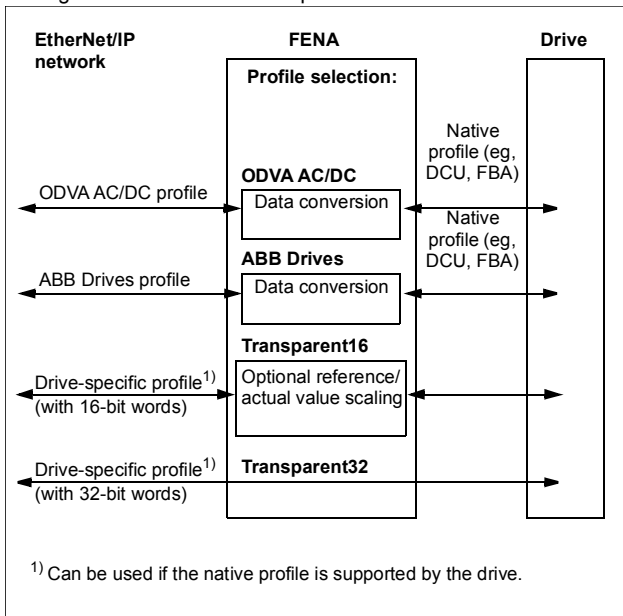 EtherNet/IP network
FENA
Drive
Profile selection:
Native profile (eg, DCU, FBA)
ODVA AC/DC profile
ODVA AC/DC
Data conversion
Native profile (eg, DCU, FBA)
ABB Drives profile
ABB Drives
Data conversion
Transparent16
Drive-specific profile1)
(with 16-bit words)
Optional reference/
actual value scaling
Drive-specific profile1)
(with 32-bit words)
Transparent32
1) Can be used if the native profile is supported by the drive.